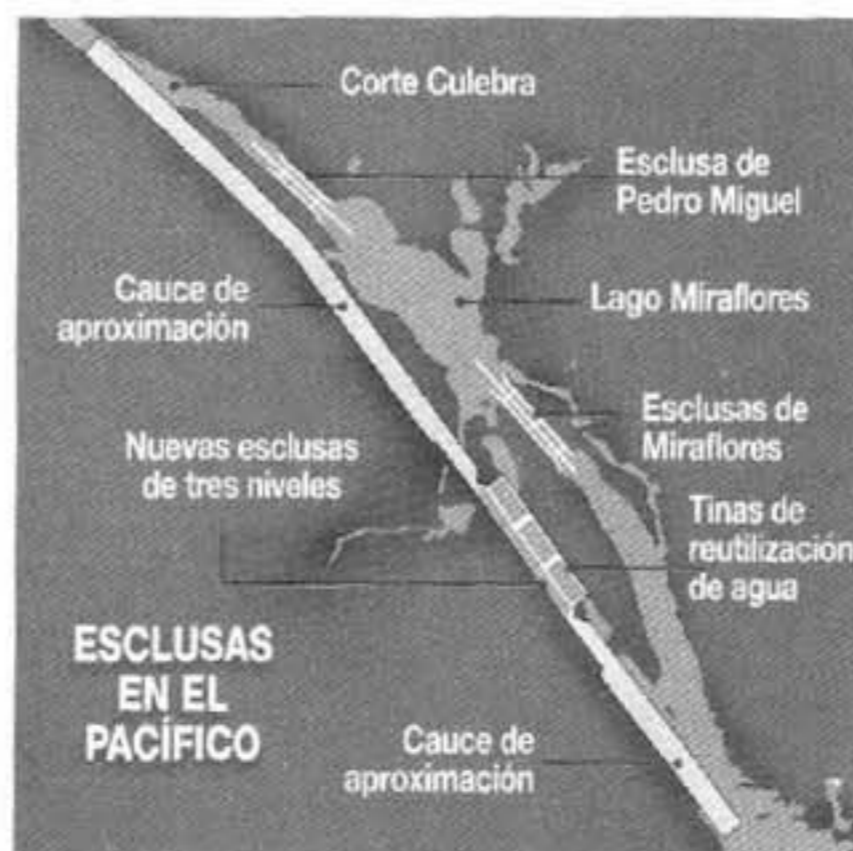 Corte Culebra
Esclusa de
Pedro Miguel
Cauce de
aproximación
Lago Miraflores
Esclusas de
Miraflores
Nuevas esclusas
de tres niveles
Tinas de
reutilización
de agua
ESCLUSAS
EN EL
PACÍFICO
Cauce de
aproximación